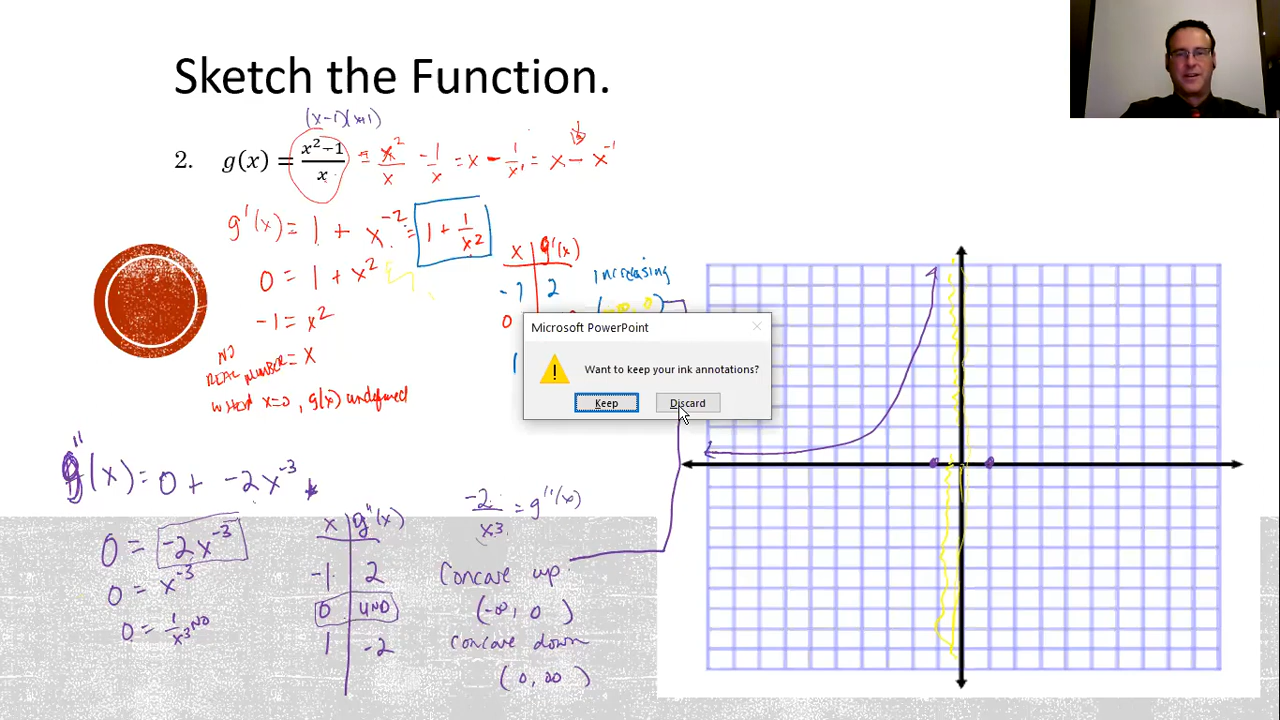 Sketch the Function.
(x-1)(x+1)
2. g(x) = x²−1/x = x²/x - 1/x = x - 1/x¹ = x - x⁻¹
g'(x) = 1 + x⁻² = 1 + 1/x²
0 = 1 + x²
-1 = x²
NO REAL NUMBER = X
x | g'(x)
-1 | 2
0
1
increasing
(-∞, 0)
Microsoft PowerPoint
Want to keep your ink annotations?
Keep
Discard
x=0, g(x) undefined
g''(x) = 0 + -2x⁻³
0 = -2x⁻³
0 = x⁻³
0 = 1/x³ NO
x | g''(x)
-1 | 2
0 | UND
1 | -2
-2/x³ = g''(x)
Concave up
(-∞, 0)
Concave down
(0, ∞)